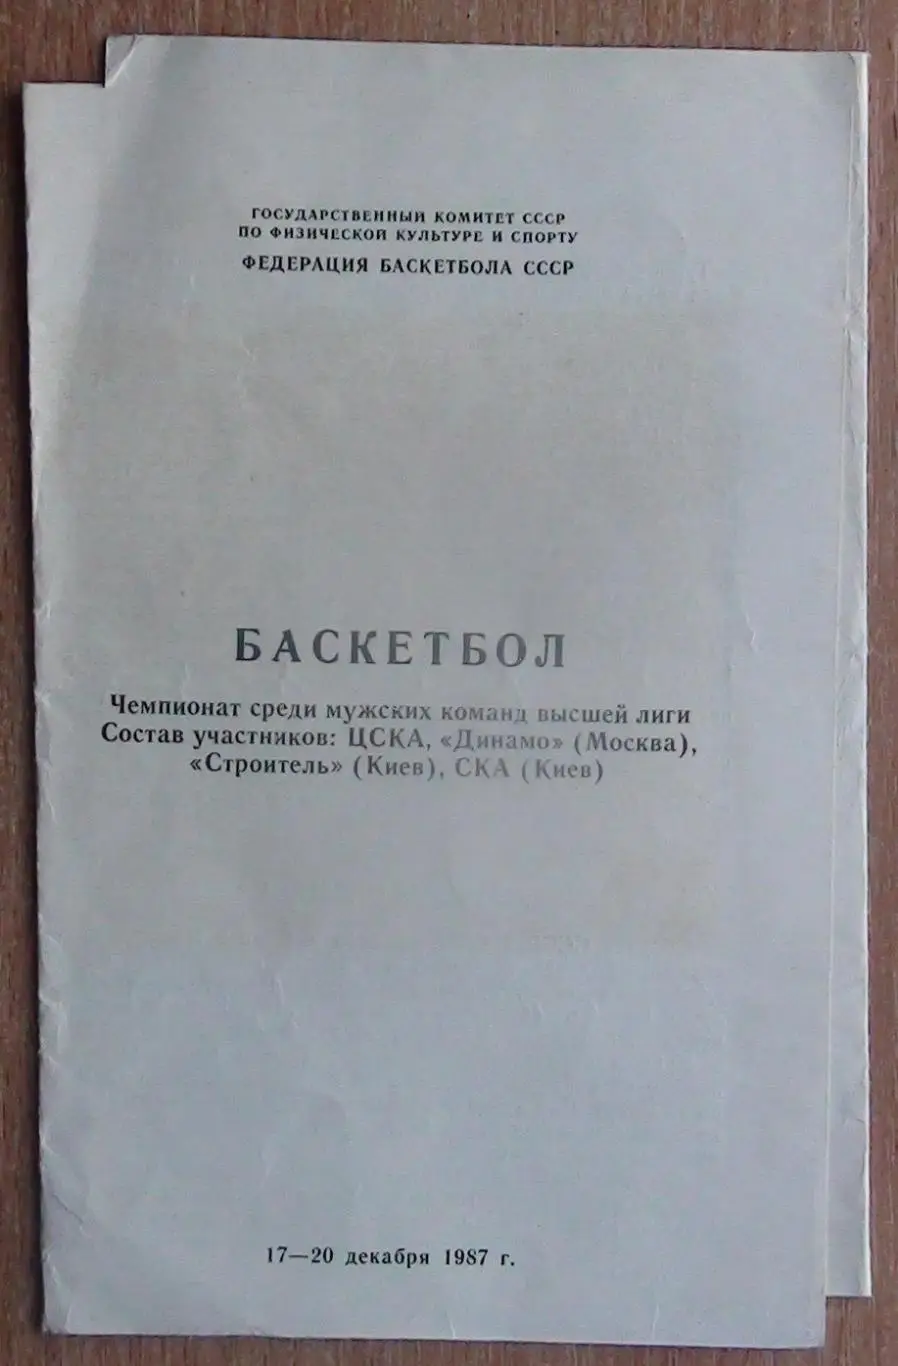 ГОСУДАРСТВЕННЫЙ КОМИТЕТ СССР
ПО ФИЗИЧЕСКОЙ КУЛЬТУРЕ И СПОРТУ
ФЕДЕРАЦИЯ БАСКЕТБОЛА СССР
БАСКЕТБОЛ
Чемпионат среди мужских команд высшей лиги
Состав участников: ЦСКА, «Динамо» (Москва),
«Строитель» (Киев), СКА (Киев)
17—20 декабря 1987 г.